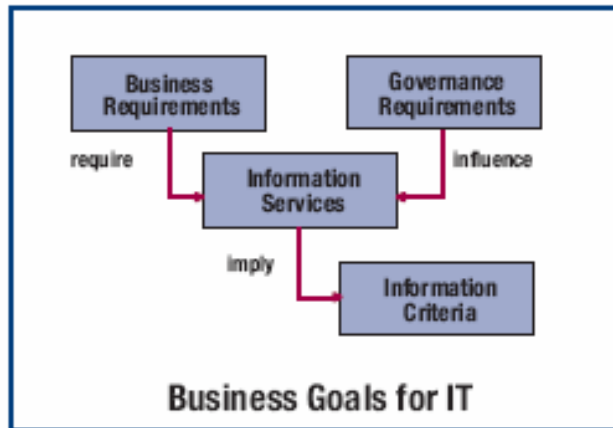 Business
Requirements
Governance
Requirements
require
influence
Information
Services
imply
Information
Criteria
Business Goals for IT